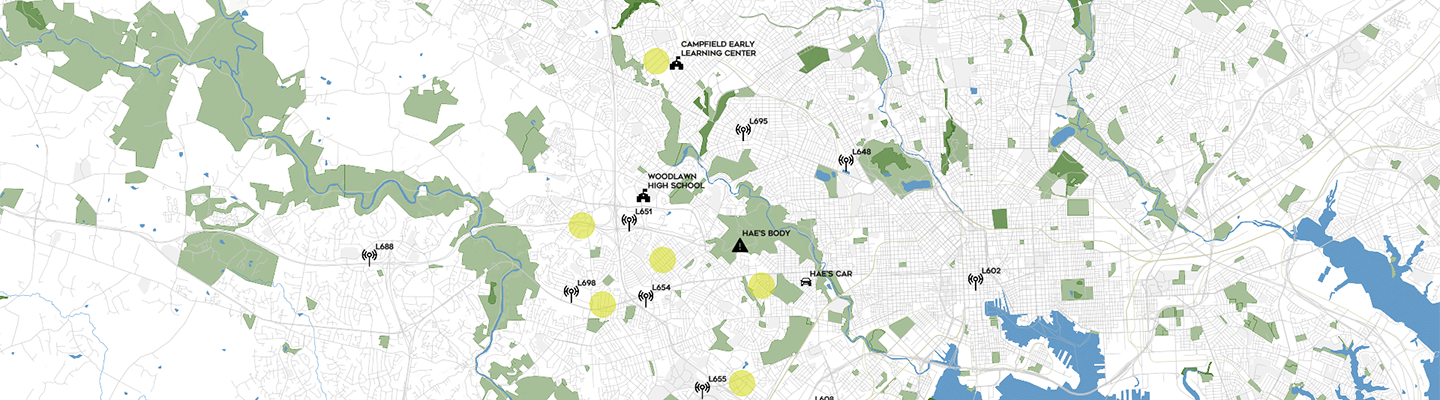 CAMPFIELD EARLY
LEARNING CENTER
L695
L648
WOODLAWN
HIGH SCHOOL
L651
HAE'S BODY
L688
HAE'S CAR
L602
L698
L654
L655
L608